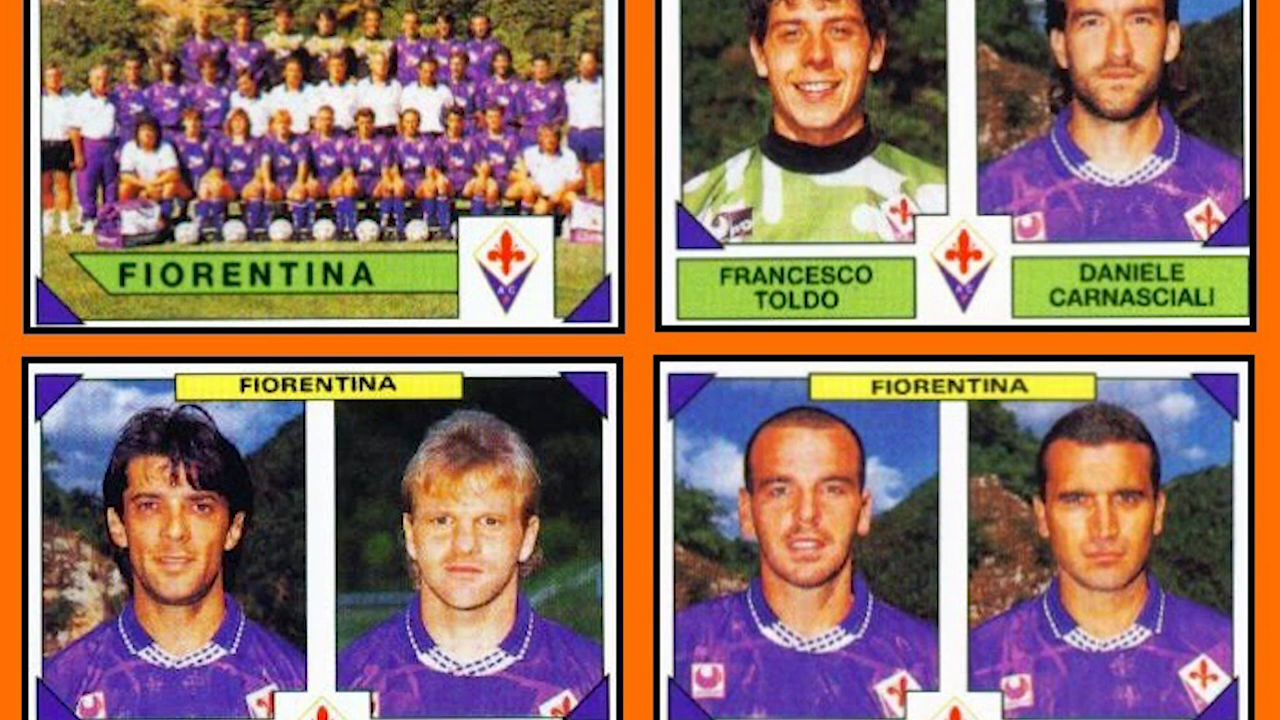 FIORENTINA
A C
FRANCESCO
TOLDO
DANIELE
CARNASCIALI
FIORENTINA
FIORENTINA